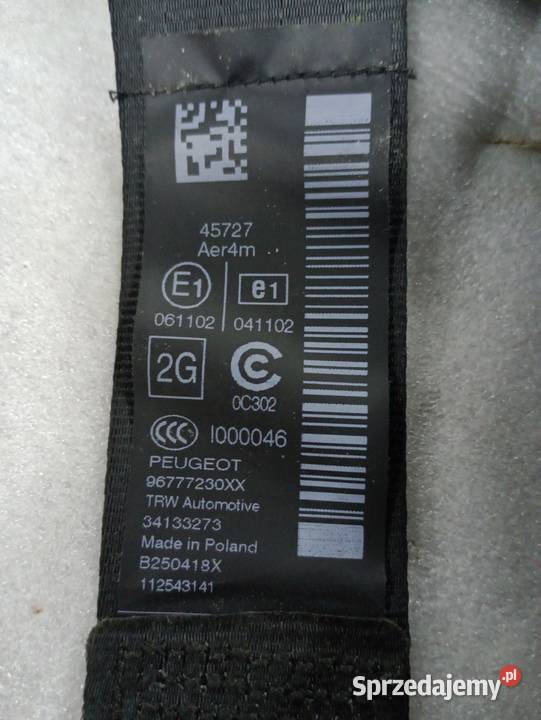 45727
Aer4m
E1 e1
061102 041102
2G
0C302
CCC I000046
PEUGEOT
96777230XX
TRW Automotive
34133273
Made in Poland
B250418X
112543141
Sprzedajemy.pl